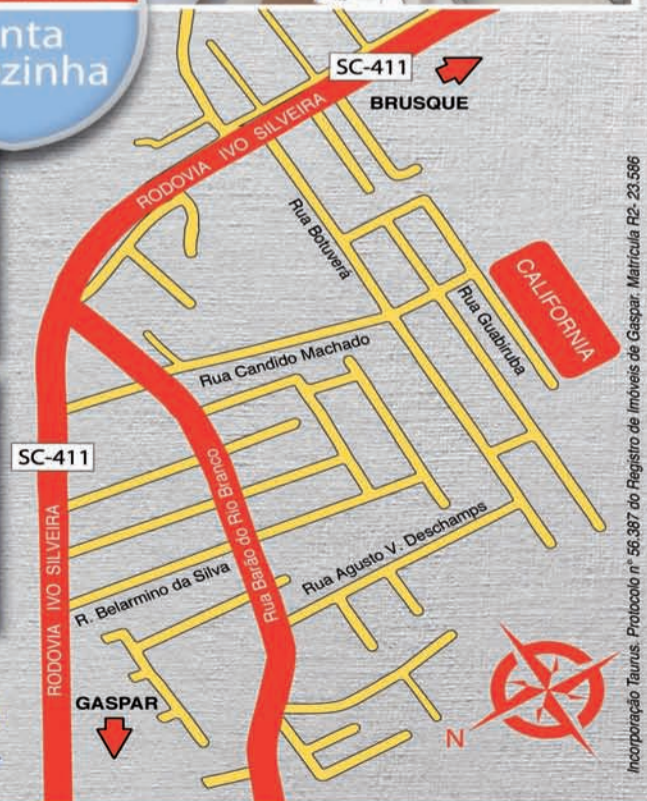 nta
zinha
SC-411
BRUSQUE
RODOVIA IVO SILVEIRA
Rua Botuverá
CALIFORNIA
Rua Guabiruba
Rua Candido Machado
SC-411
RODOVIA IVO SILVEIRA
Rua Barão do Rio Branco
Rua Agusto V. Deschamps
R. Belarmino da Silva
GASPAR
N
Incorporação Taurus. Protocolo n° 56.387 do Registro de Imóveis de Gaspar. Matrícula R2- 23.586